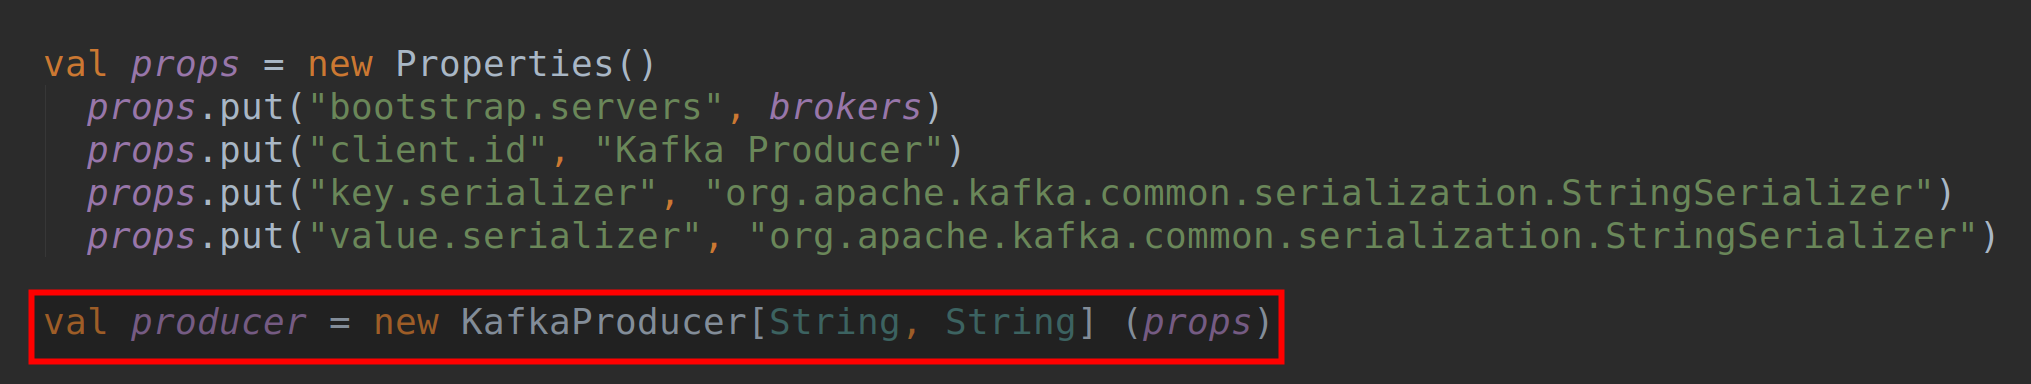 val props = new Properties()
props.put("bootstrap.servers", brokers)
props.put("client.id", "Kafka Producer")
props.put("key.serializer", "org.apache.kafka.common.serialization.StringSerializer")
props.put("value.serializer", "org.apache.kafka.common.serialization.StringSerializer")
val producer = new KafkaProducer[String, String] (props)